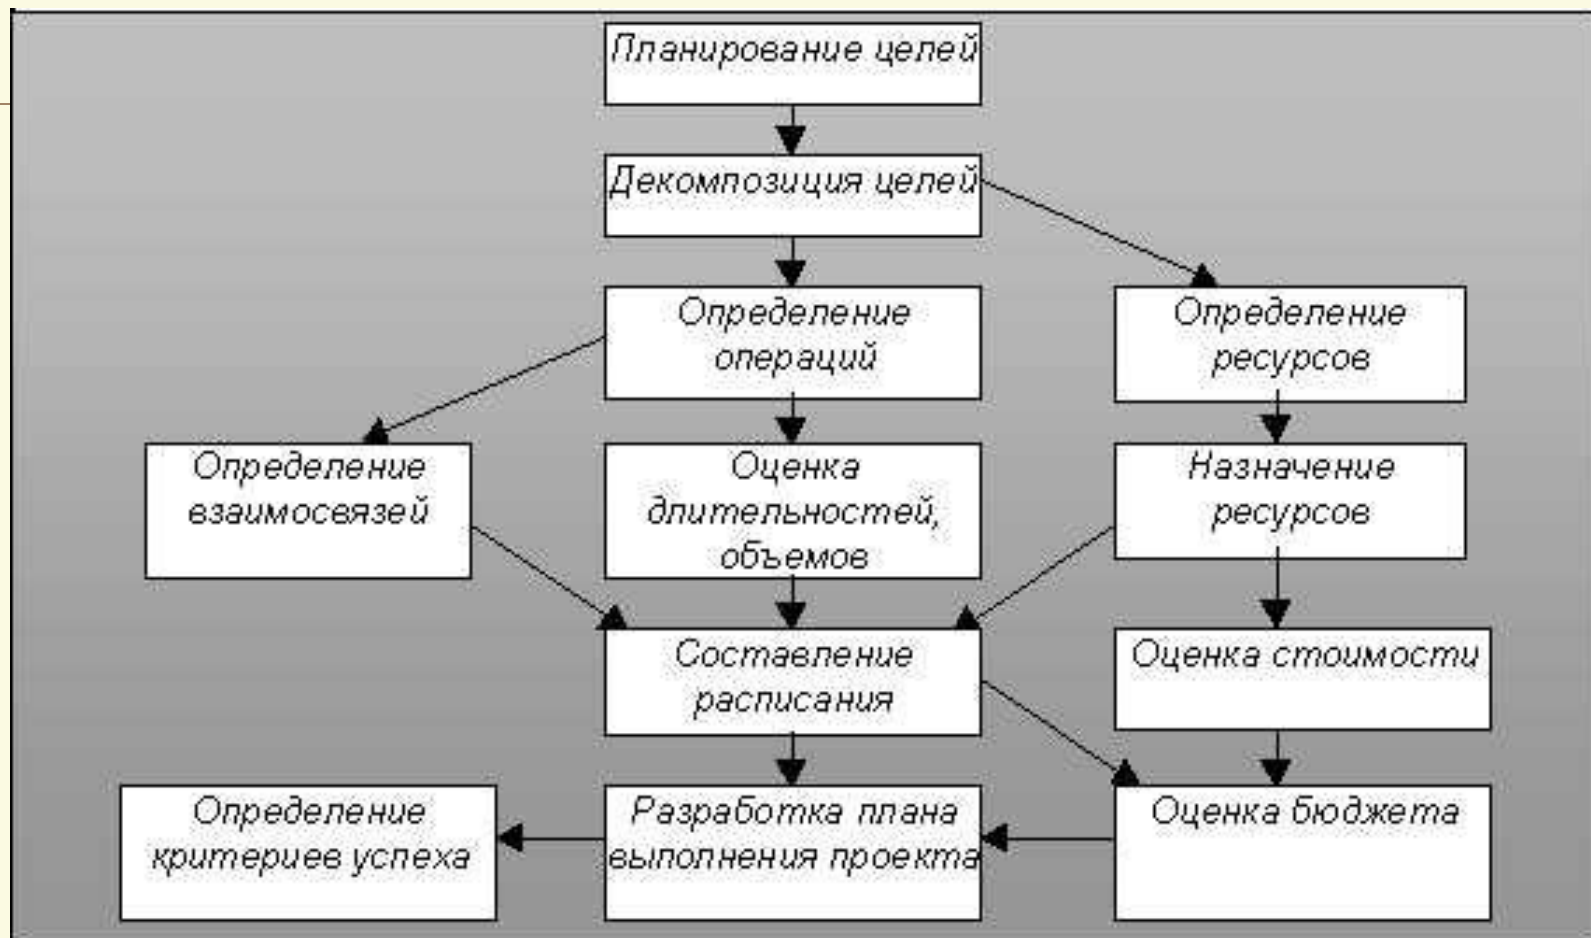 Планирование целей
Декомпозиция целей
Определение
операций
Определение
ресурсов
Определение
взаимосвязей
Оценка
длительностей,
объемов
Назначение
ресурсов
Составление
расписания
Оценка стоимости
Определение
критериев успеха
Разработка плана
выполнения проекта
Оценка бюджета